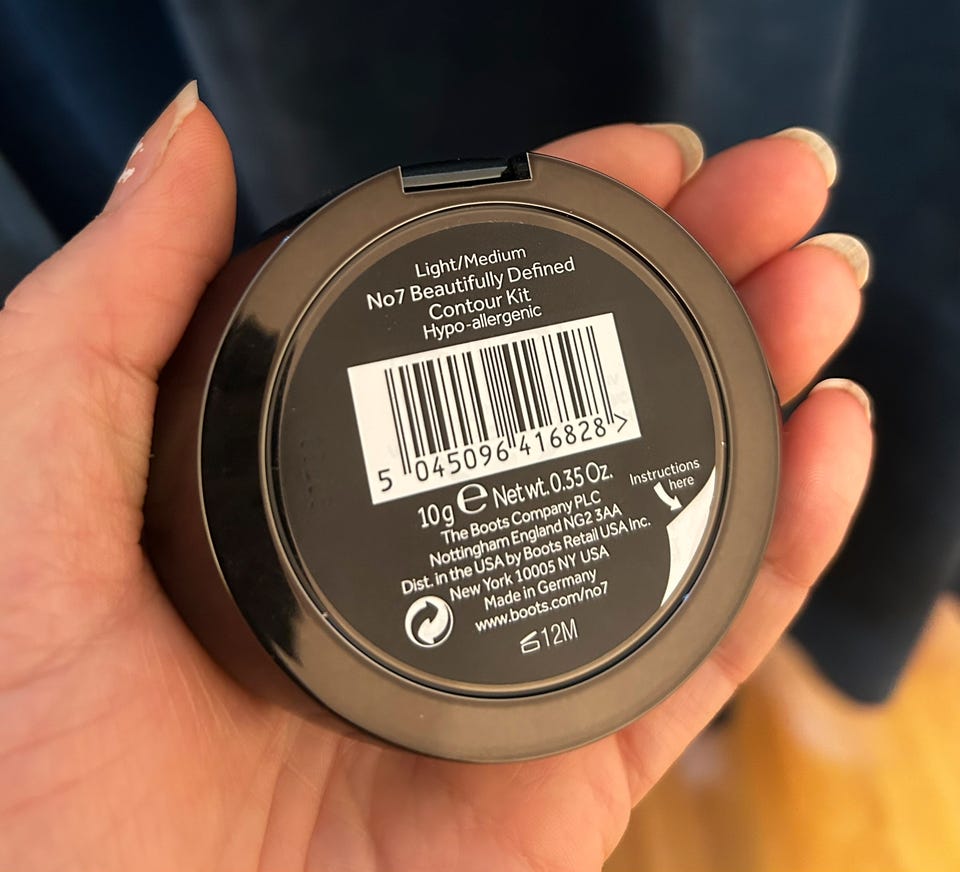 Light/Medium
No7 Beautifully Defined
Contour Kit
Hypo-allergenic
5 045096 416828 >
10g e Net wt. 0.35 Oz.
Instructions
here
The Boots Company PLC
Nottingham England NG2 3AA
Dist. in the USA by Boots Retail USA Inc.
New York 10005 NY USA
Made in Germany
www.boots.com/no7
12M